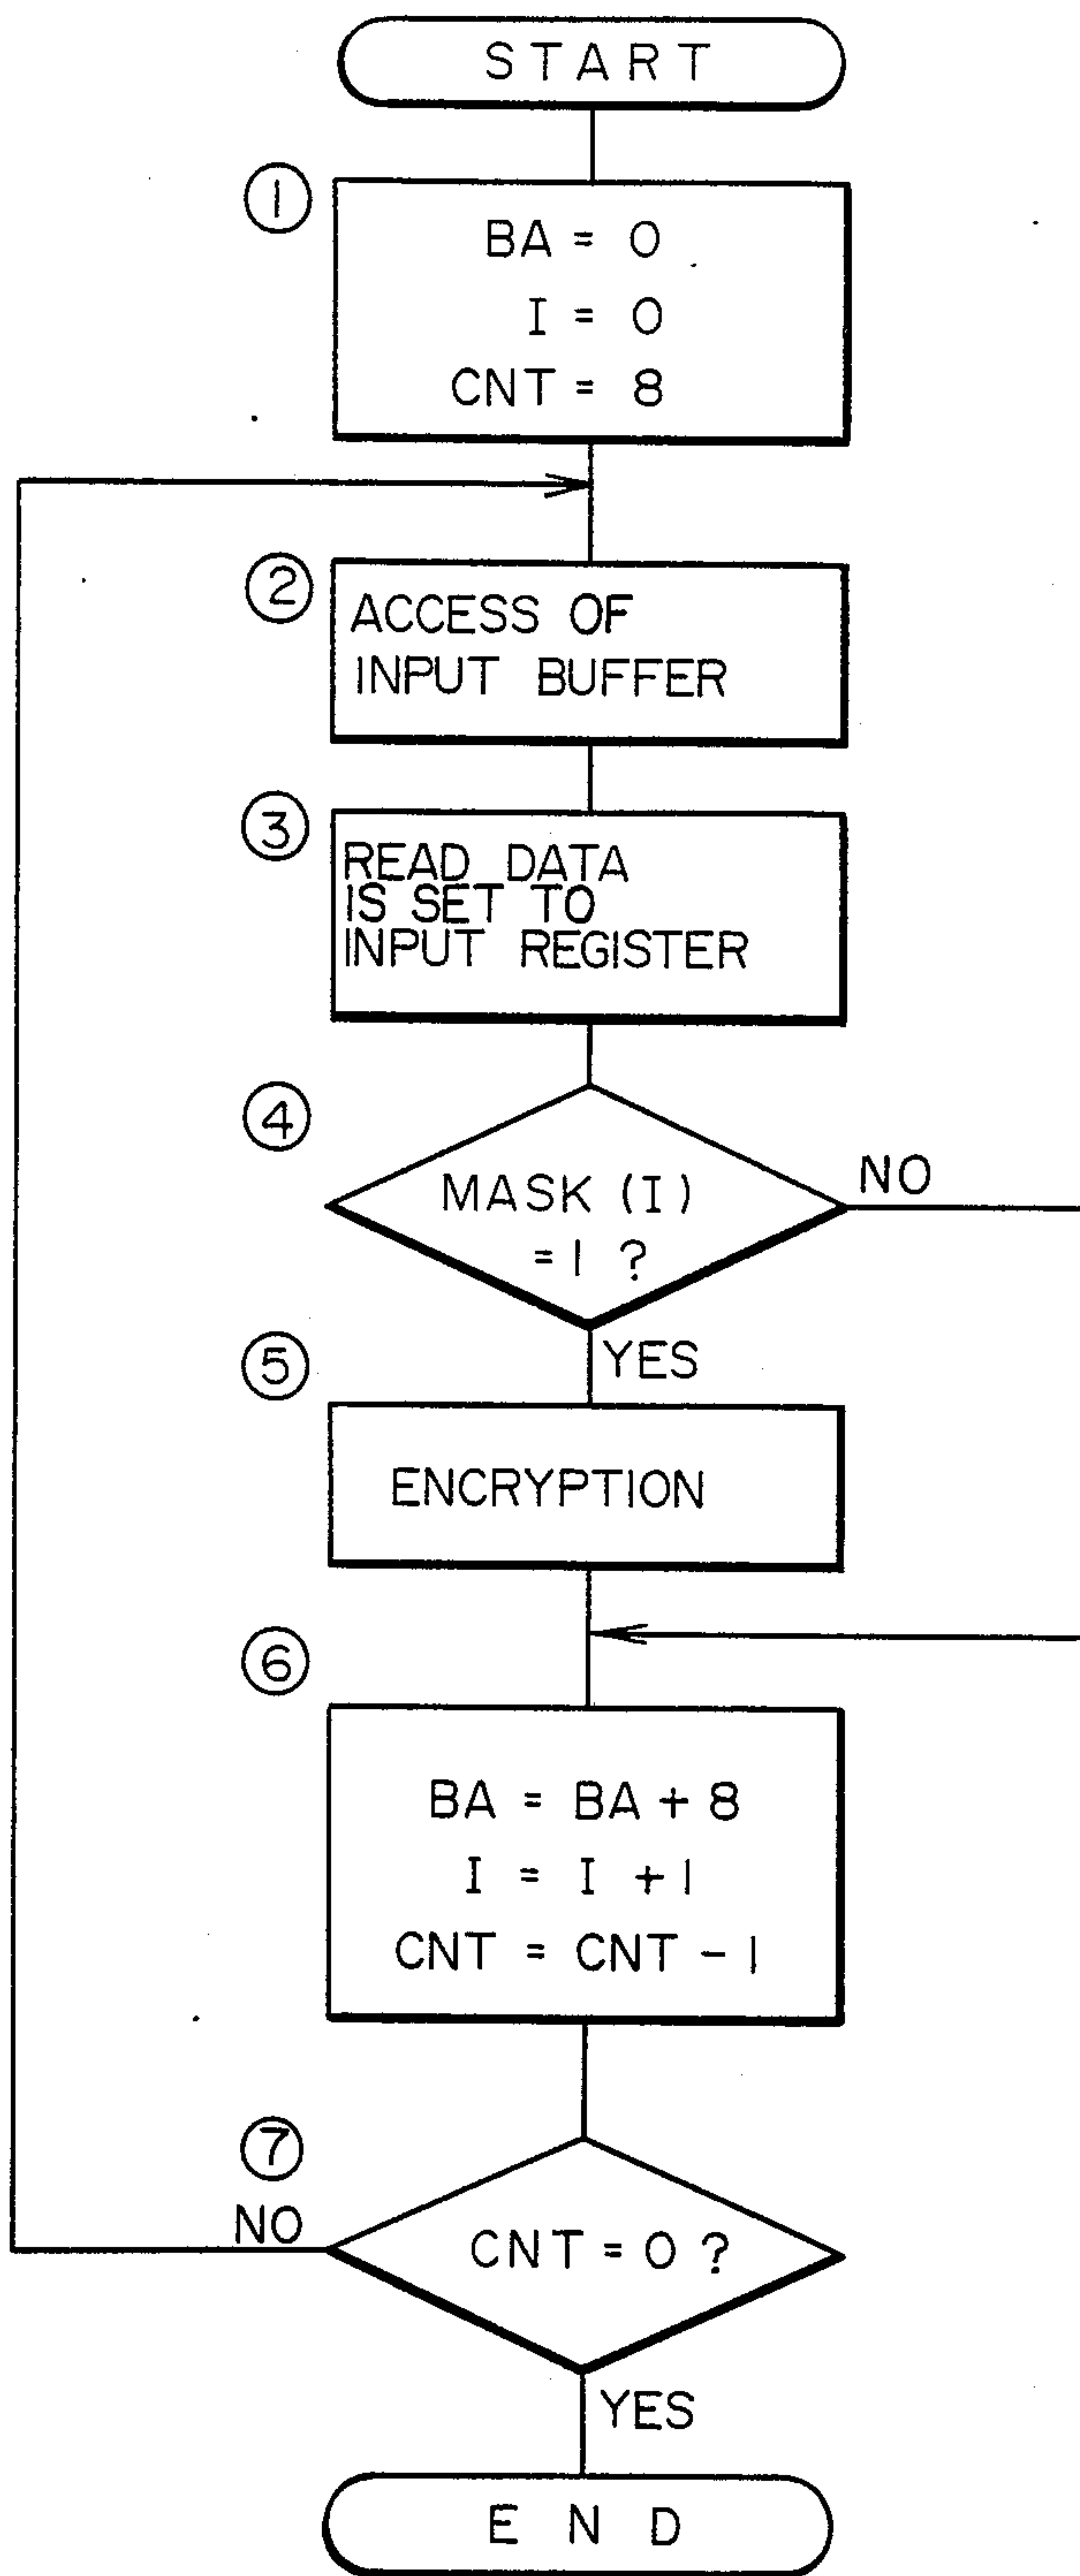 START
①
BA = 0
I = 0
CNT = 8
②
ACCESS OF
INPUT BUFFER
③
READ DATA
IS SET TO
INPUT REGISTER
④
MASK (I)
=1 ?
NO
YES
⑤
ENCRYPTION
⑥
BA = BA + 8
I = I + 1
CNT = CNT - 1
⑦
NO
CNT = 0 ?
YES
END